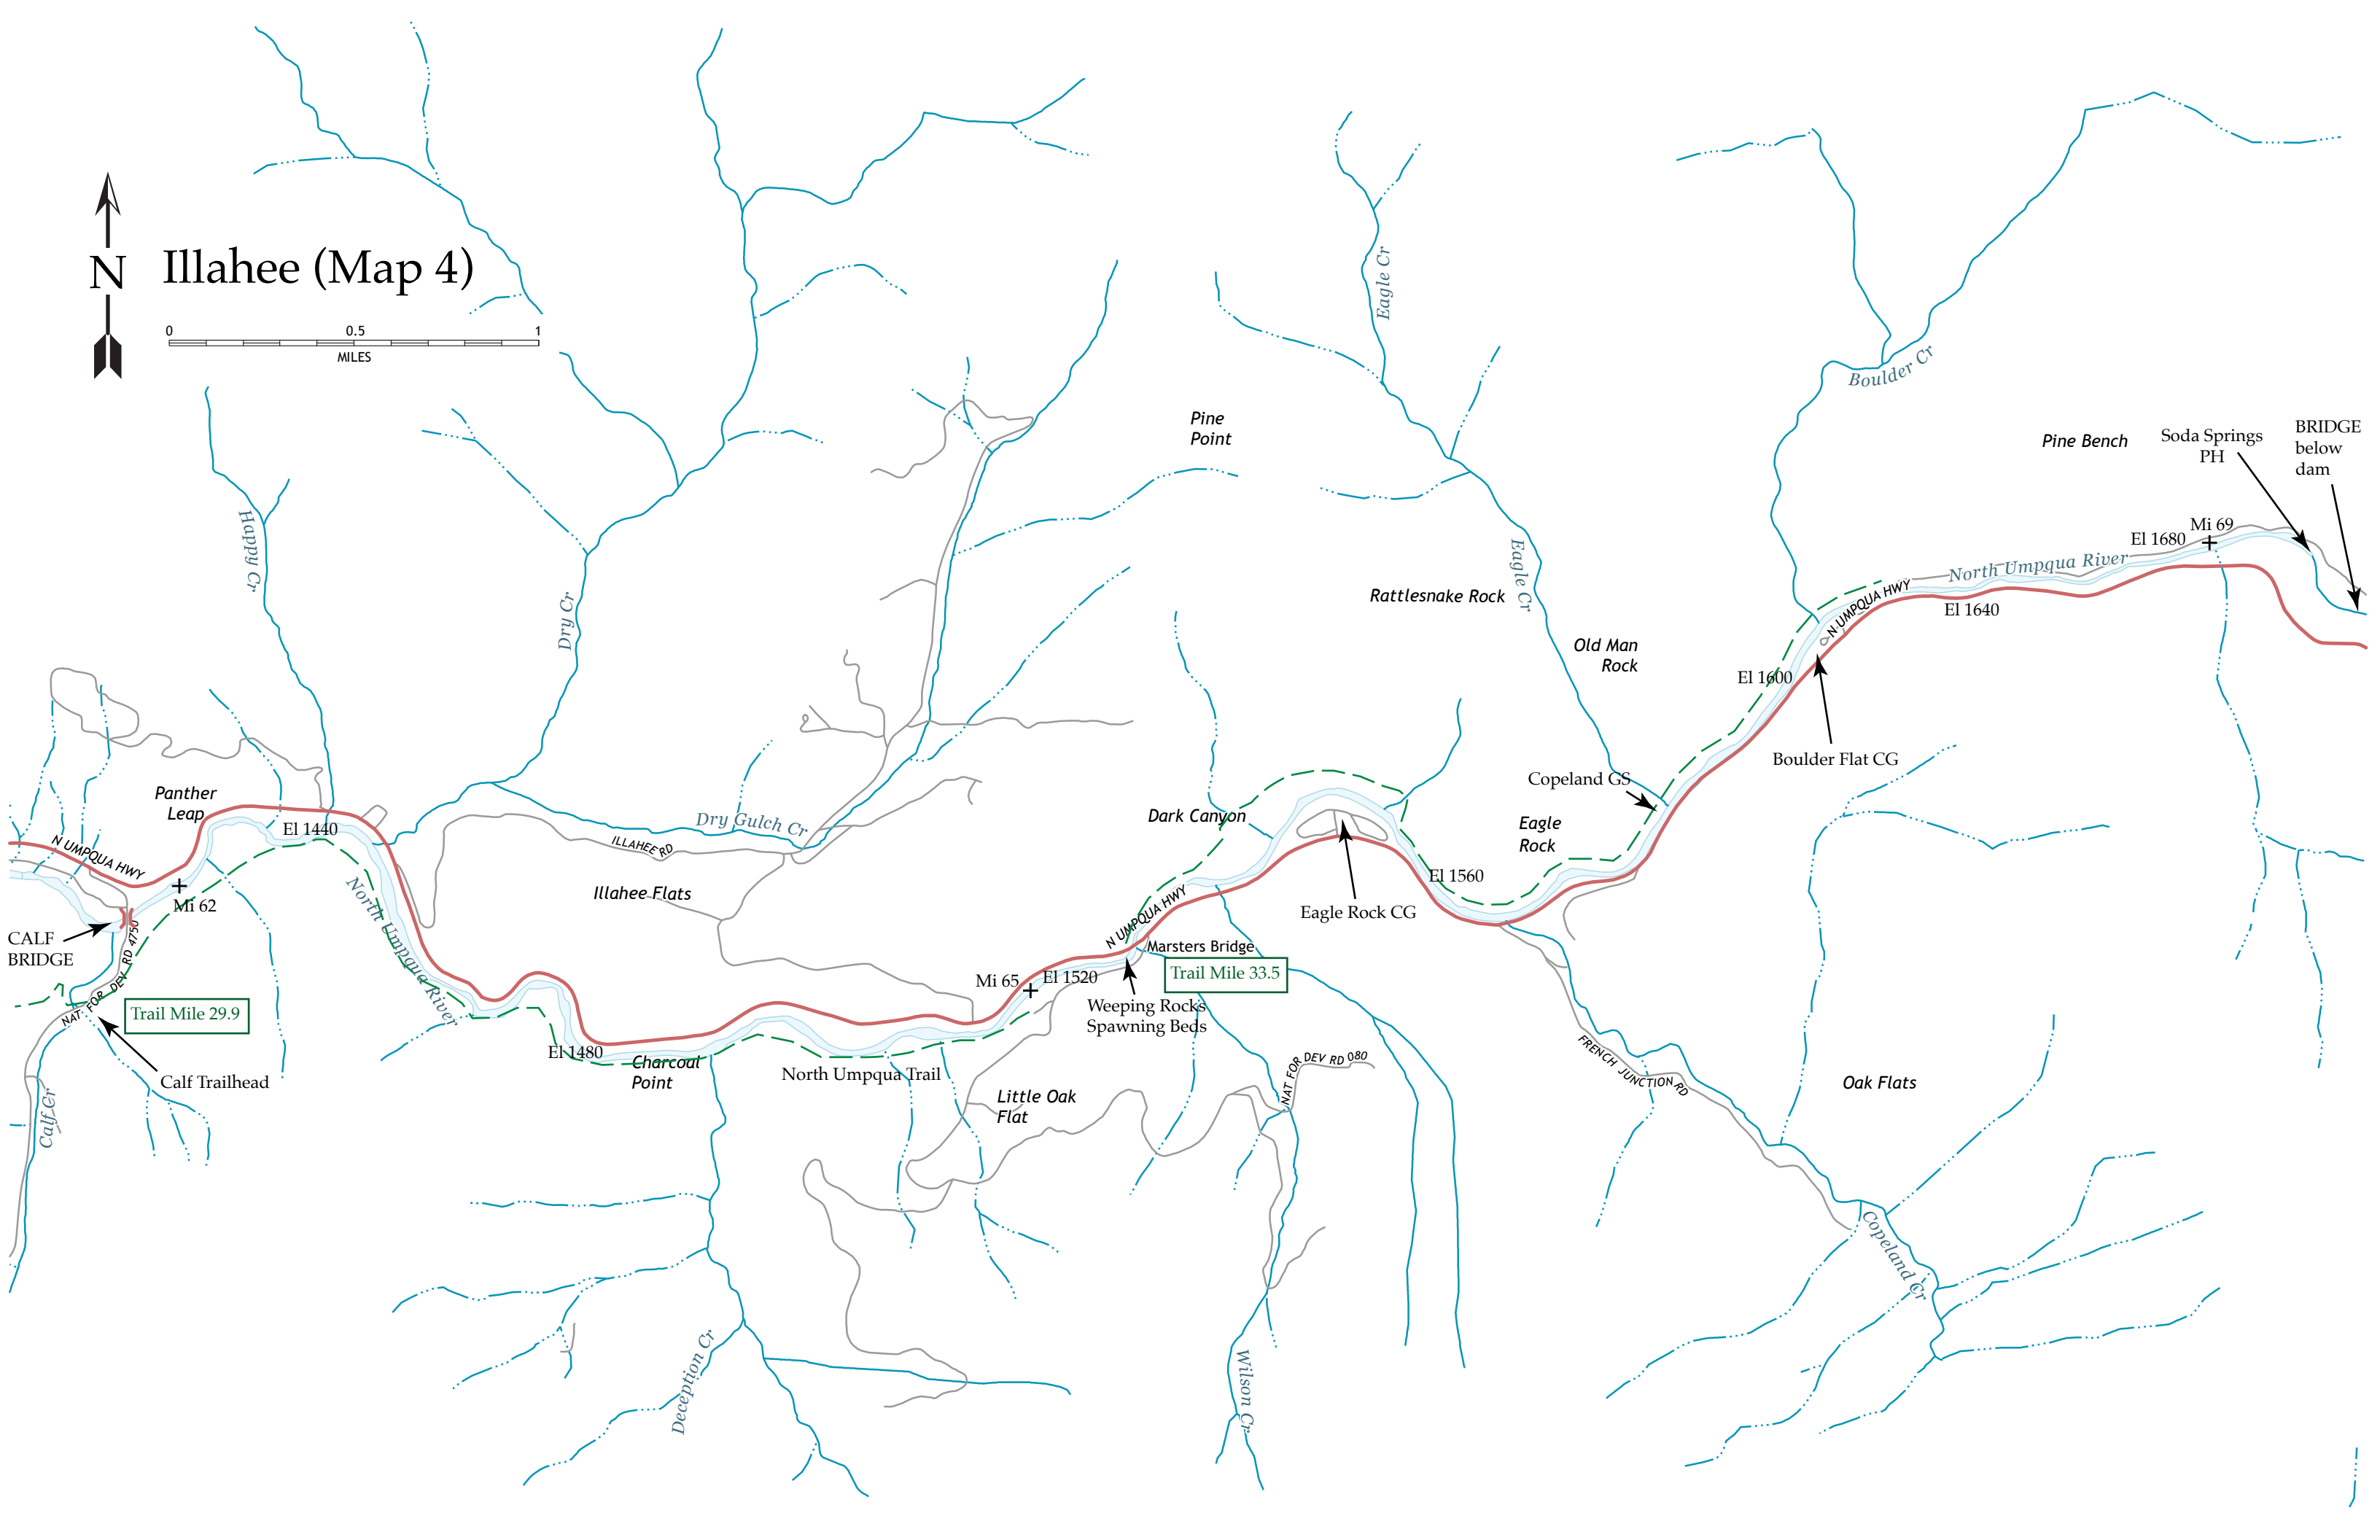 N
Illahee (Map 4)
0 0.5 1
MILES
Eagle Cr
Boulder Cr
Pine
Point
Pine Bench
Soda Springs
PH
BRIDGE
below
dam
Happy Cr
Dry Cr
Eagle Cr
Rattlesnake Rock
Old Man
Rock
Mi 69
El 1680
North Umpqua River
N UMPQUA HWY
El 1640
El 1600
Boulder Flat CG
Copeland GS
Panther
Leap
El 1440
N UMPQUA HWY
Mi 62
CALF
BRIDGE
NAT FOR DEV RD 4750
Trail Mile 29.9
Calf Trailhead
Calf Cr
North Umpqua River
Dry Gulch Cr
ILLAHEE RD
Illahee Flats
Dark Canyon
Eagle
Rock
El 1560
Eagle Rock CG
N UMPQUA HWY
Marsters Bridge
Trail Mile 33.5
Mi 65
El 1520
Weeping Rocks
Spawning Beds
El 1480
Charcoal
Point
North Umpqua Trail
Little Oak
Flat
NAT FOR DEV RD 080
FRENCH JUNCTION RD
Oak Flats
Copeland Cr
Deception Cr
Wilson Cr